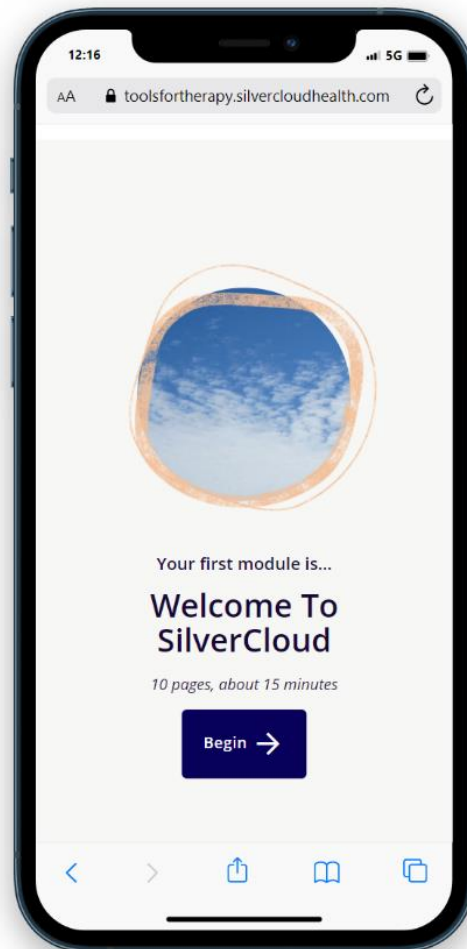 12:16
5G
AA toolsfortherapy.silvercloudhealth.com
Your first module is...
Welcome To
SilverCloud
10 pages, about 15 minutes
Begin